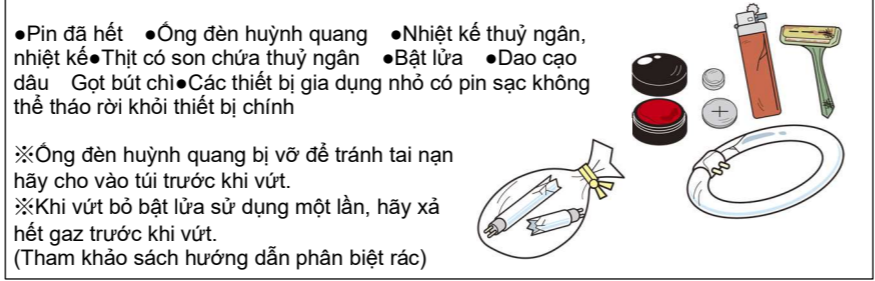 ●Pin đã hết ●Ống đèn huỳnh quang ●Nhiệt kế thuỷ ngân,
nhiệt kế●Thịt có son chứa thuỷ ngân ●Bật lửa ●Dao cạo
dâu Gọt bút chì●Các thiết bị gia dụng nhỏ có pin sạc không
thể tháo rời khỏi thiết bị chính
※Ống đèn huỳnh quang bị vỡ để tránh tai nạn
hãy cho vào túi trước khi vứt.
※Khi vứt bỏ bật lửa sử dụng một lần, hãy xả
hết gaz trước khi vứt.
(Tham khảo sách hướng dẫn phân biệt rác)